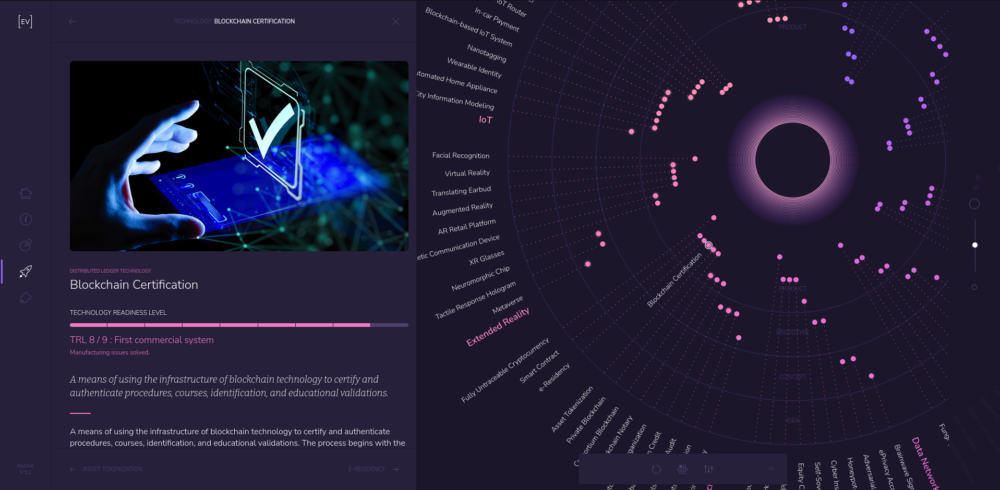 [EV]
TECHNOLOGY BLOCKCHAIN CERTIFICATION
DISTRIBUTED LEDGER TECHNOLOGY
Blockchain Certification
TECHNOLOGY READINESS LEVEL
TRL 8 / 9 : First commercial system
Manufacturing issues solved.
A means of using the infrastructure of blockchain technology to certify and
authenticate procedures, courses, identification, and educational validations.
A means of using the infrastructure of blockchain technology to certify and authenticate
procedures, courses, identification, and educational validations. The process begins with the
ASSET TOKENIZATION
E-RESIDENCY
RADAR
V 5.1
IoT Router
In-car Payment
Blockchain-based IoT System
Nanotagging
Wearable Identity
utomated Home Appliance
City Information Modeling
IoT
Facial Recognition
Virtual Reality
Translating Earbud
Augmented Reality
AR Retail Platform
etic Communication Device
XR Glasses
Neuromorphic Chip
Tactile Response Hologram
Metaverse
Extended Reality
Fully Untraceable Cryptocurrency
Smart Contract
e-Residency
Blockchain Certification
Asset Tokenization
Private Blockchain
Consortium Blockchain
kchain Notary
rganization
n Credit
Audit
PRODUCT
PRODUCT
PROTOTYPE
CONCEPT
IDEA
Equity C
Self-Sov
Cyber Ins
Honeypot-
Adversarial
ePrivacy Acc
Brainwave Sign
Data Network
Fung